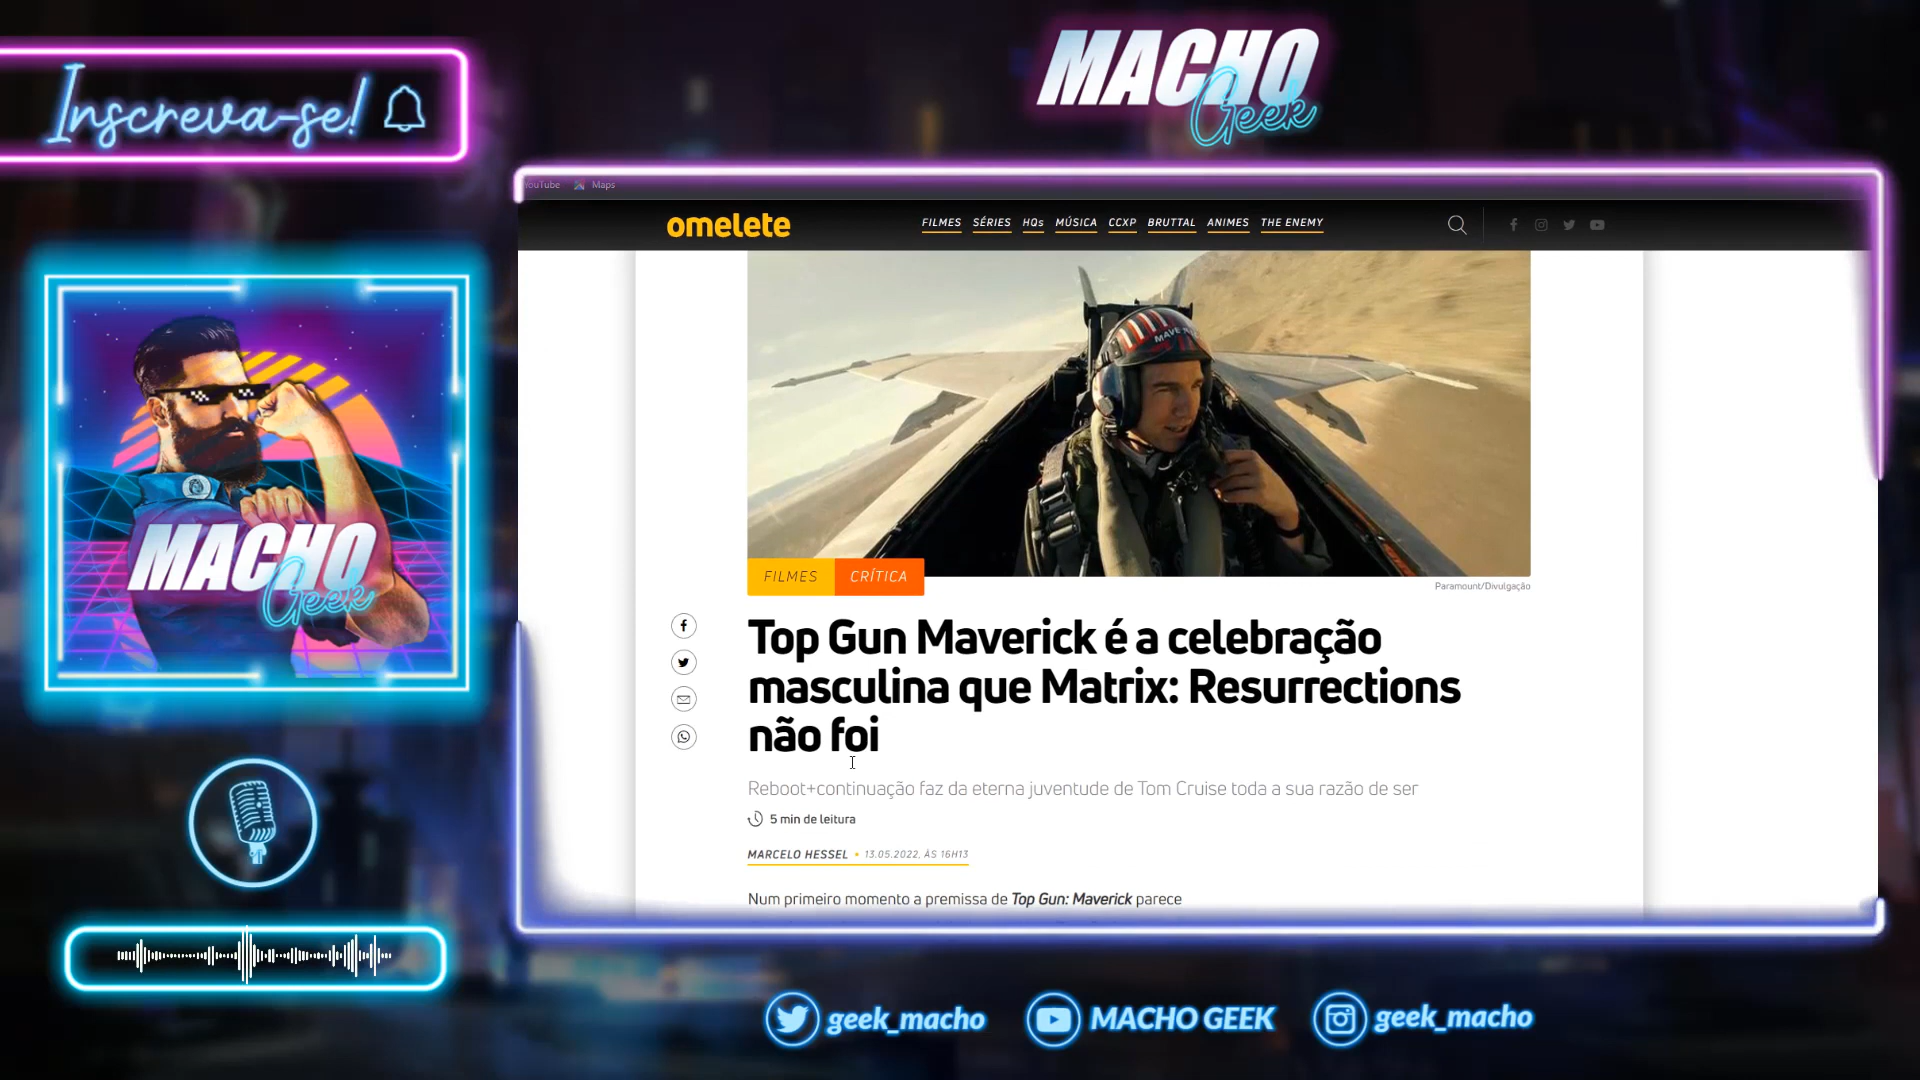 Inscreva-se!
MACHO
Geek
YouTube
Maps
omelete
FILMES SÉRIES HQs MÚSICA CCXP BRUTTAL ANIMES THE ENEMY
MAVE
MACHO
Geek
FILMES CRÍTICA
Paramount/Divulgação
Top Gun Maverick é a celebração
masculina que Matrix: Resurrections
não foi
Reboot+continuação faz da eterna juventude de Tom Cruise toda a sua razão de ser
5 min de leitura
MARCELO HESSEL • 13.05.2022, ÀS 16H13
Num primeiro momento a premissa de Top Gun: Maverick parece
geek_macho MACHO GEEK geek_macho